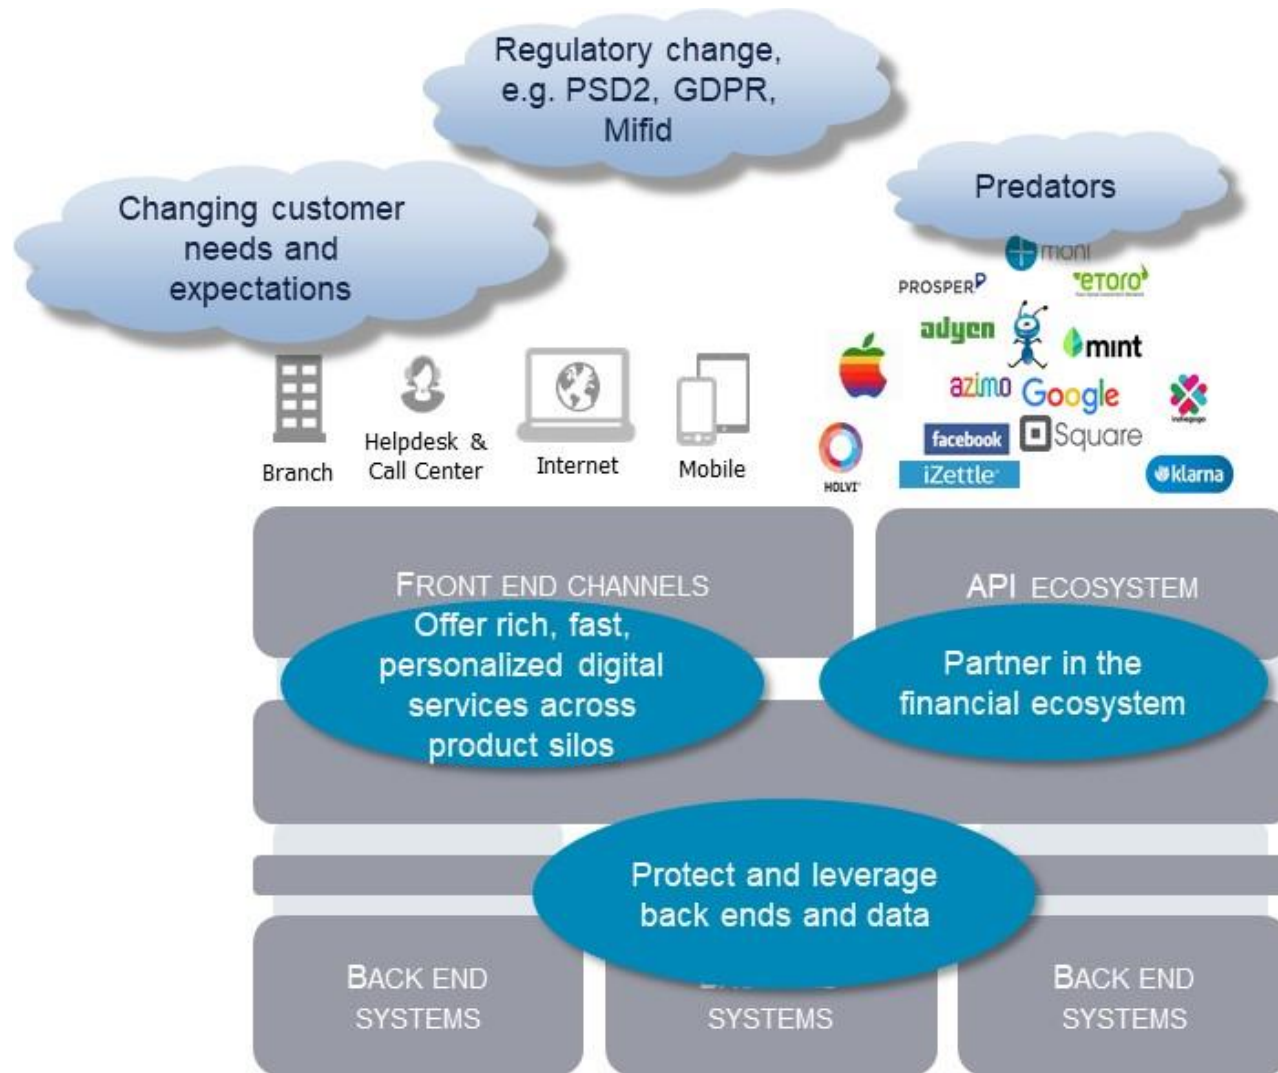 Regulatory change,
e.g. PSD2, GDPR,
Mifid
Predators
Changing customer
needs and
expectations
moni
PROSPER
eTORO
adyen
mint
azimo
Google
indiegogo
Branch
Helpdesk &
Call Center
Internet
Mobile
HOLVI
facebook
Square
iZettle
klarna
FRONT END CHANNELS
API ECOSYSTEM
Offer rich, fast,
personalized digital
services across
product silos
Partner in the
financial ecosystem
Protect and leverage
back ends and data
BACK END
SYSTEMS
SYSTEMS
BACK END
SYSTEMS